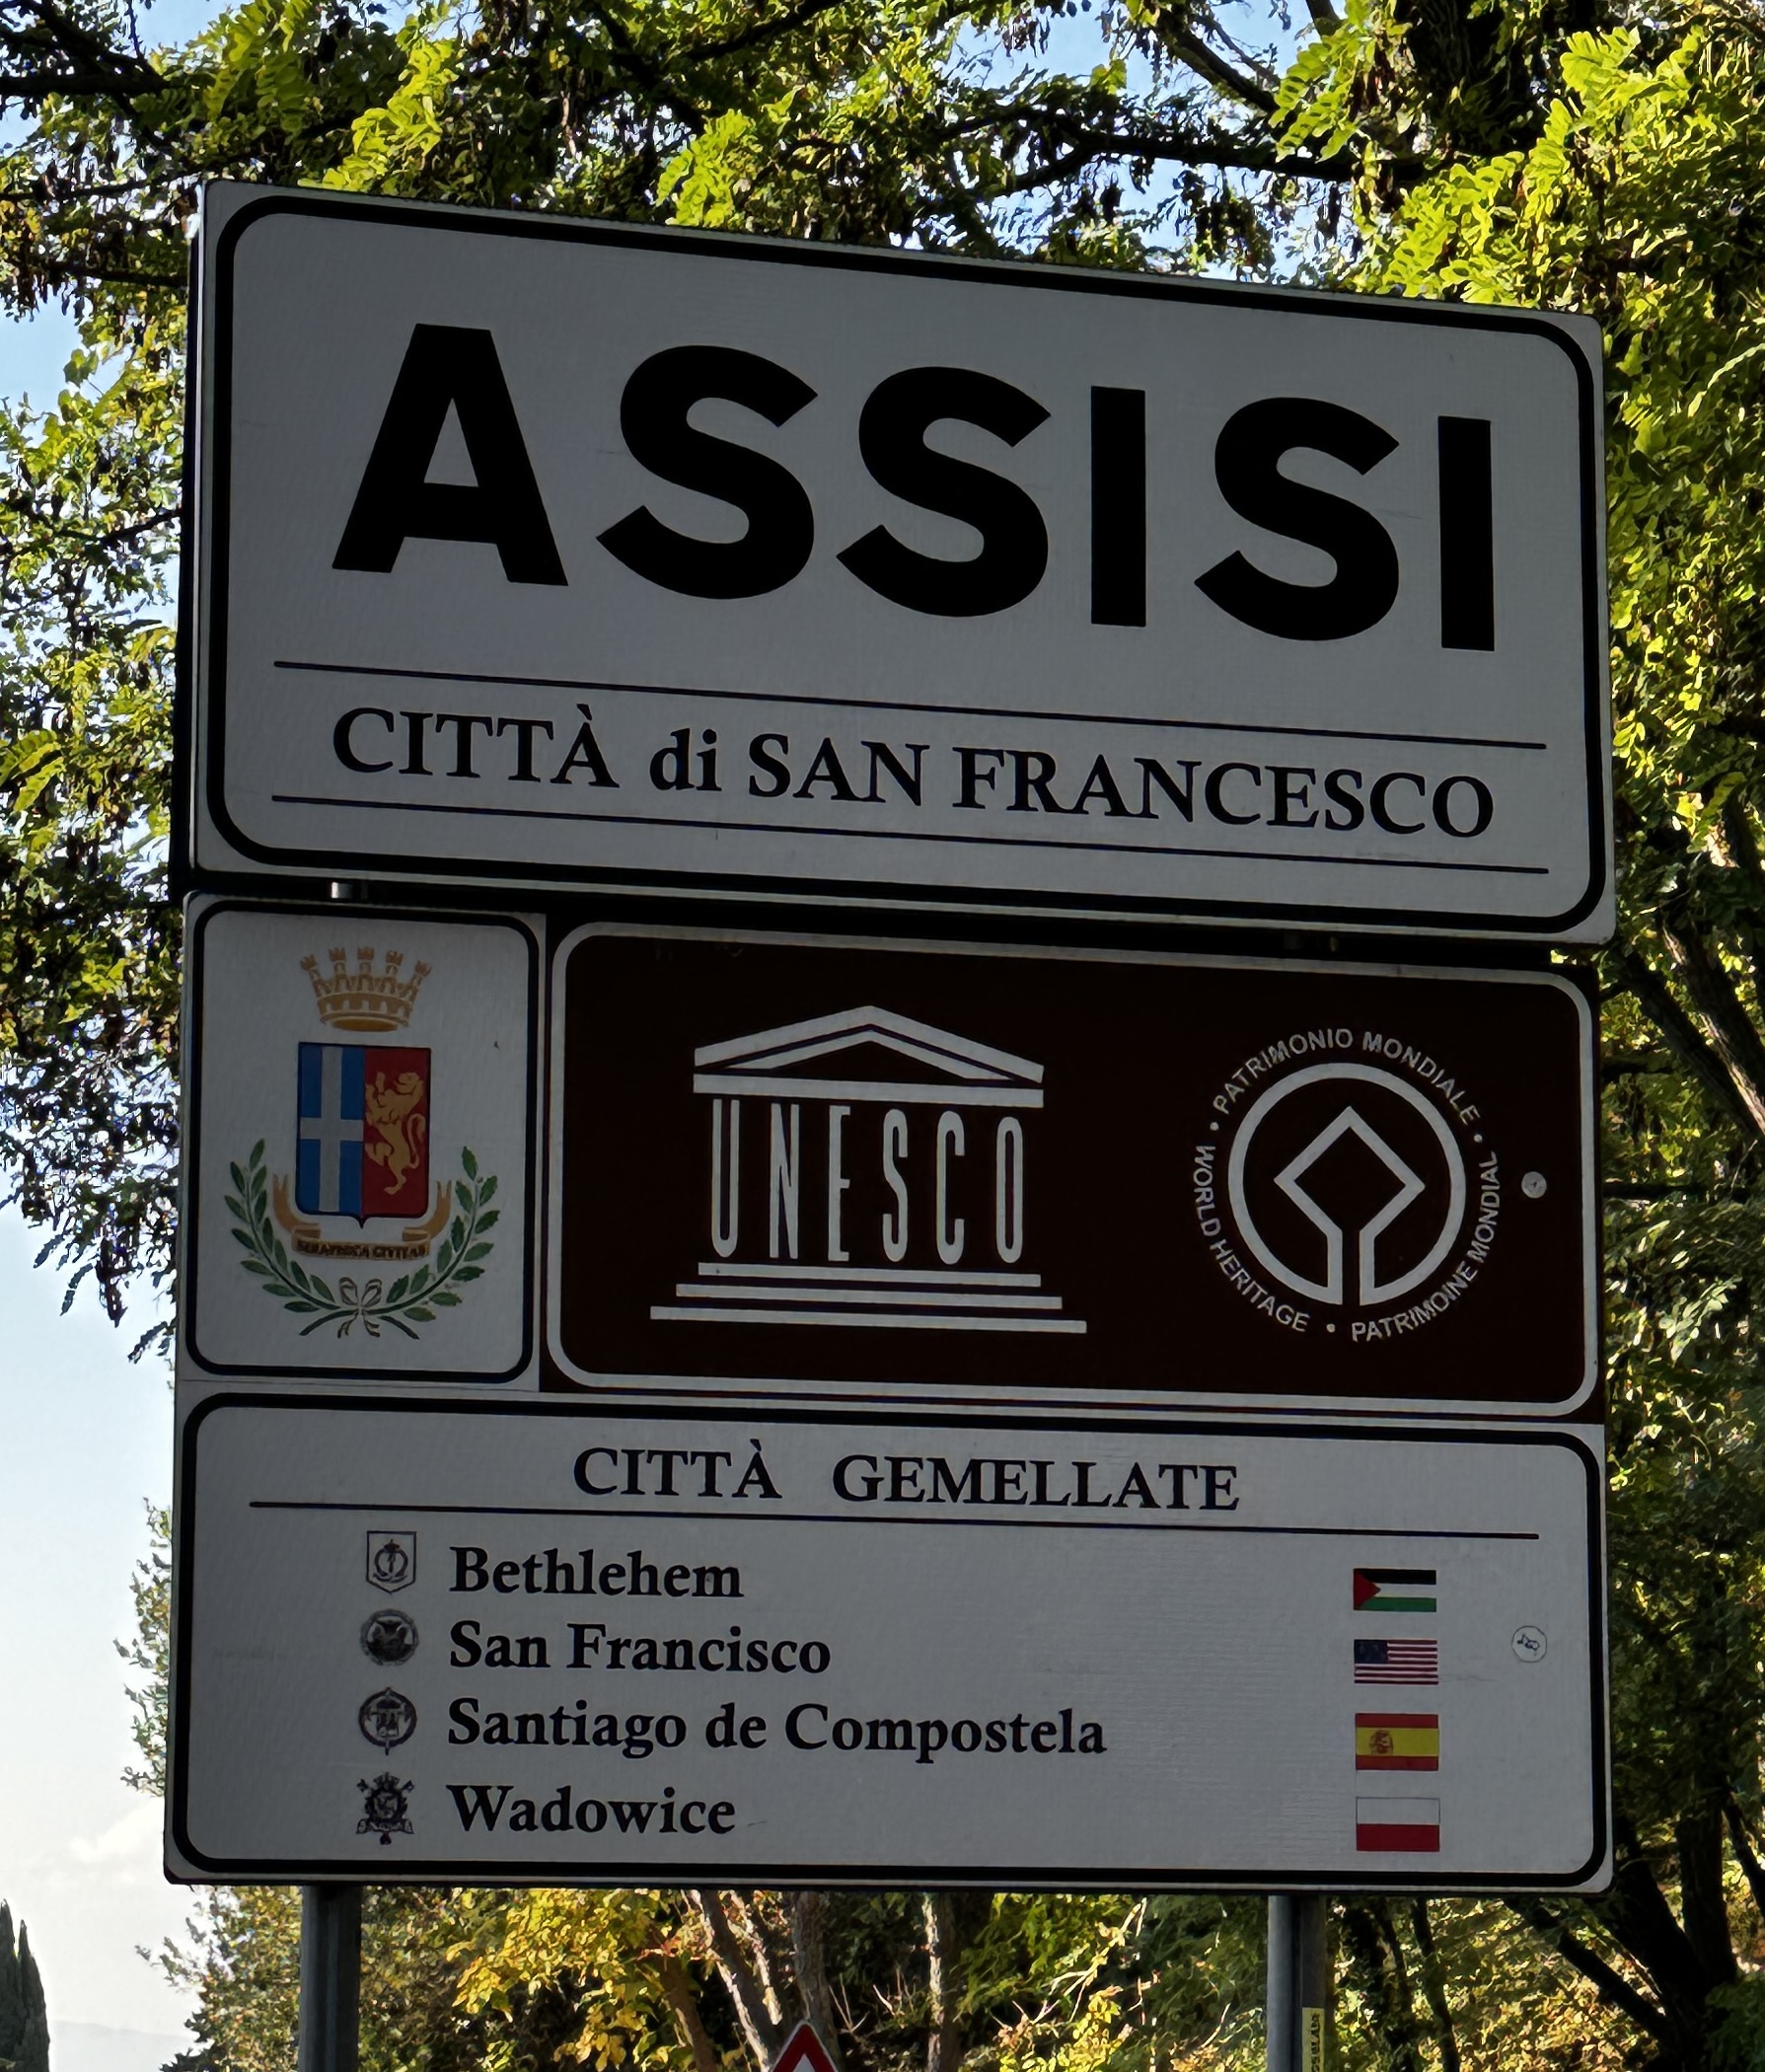 ASSISI
CITTÀ di SAN FRANCESCO
UNESCO
• PATRIMONIO MONDIALE •
WORLD HERITAGE • PATRIMOINE MONDIAL
CIVITAS
CITTÀ GEMELLATE
Bethlehem
San Francisco
Santiago de Compostela
Wadowice